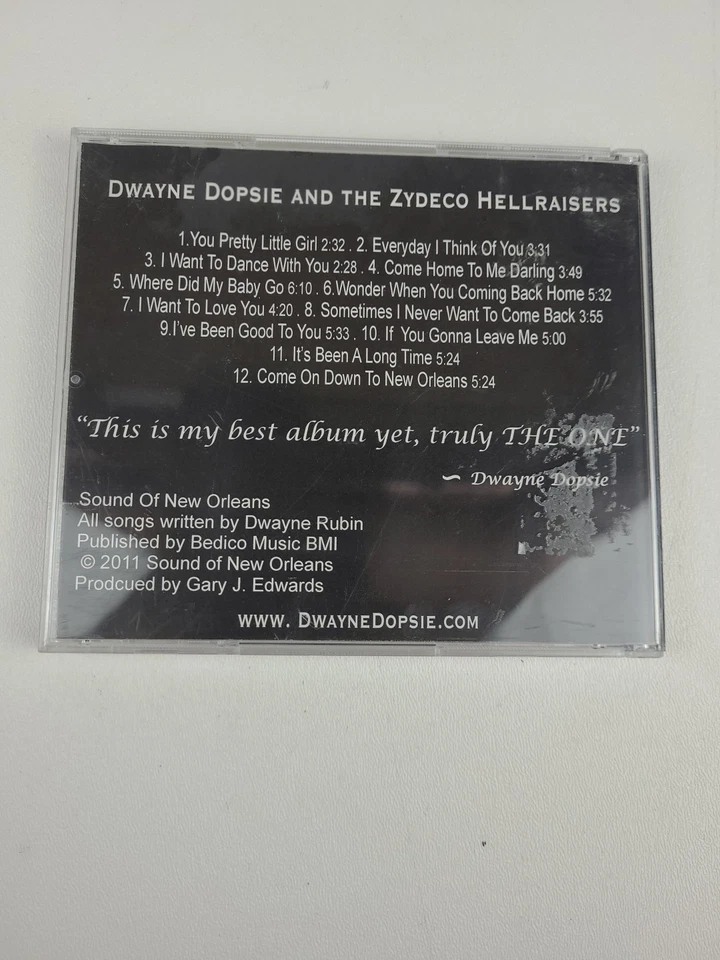 Dwayne Dopsie and the Zydeco Hellraisers
1.You Pretty Little Girl 2:32 . 2. Everyday I Think Of You 3:31
3. I Want To Dance With You 2:28 . 4. Come Home To Me Darling 3:49
5. Where Did My Baby Go 6:10 . 6.Wonder When You Coming Back Home 5:32
7. I Want To Love You 4:20 . 8. Sometimes I Never Want To Come Back 3:55
9.I've Been Good To You 5:33 . 10. If You Gonna Leave Me 5:00
11. It's Been A Long Time 5:24
12. Come On Down To New Orleans 5:24
"This is my best album yet, truly THE ONE"
~ Dwayne Dopsie
Sound Of New Orleans
All songs written by Dwayne Rubin
Published by Bedico Music BMI
© 2011 Sound of New Orleans
Prodcued by Gary J. Edwards
www. DwayneDopsie.com